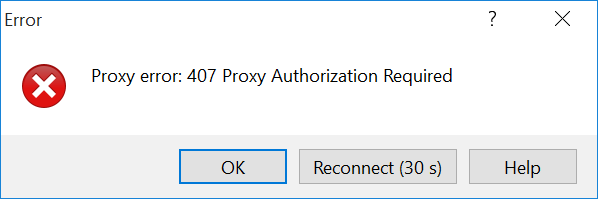 Error
?
Proxy error: 407 Proxy Authorization Required
OK
Reconnect (30 s)
Help